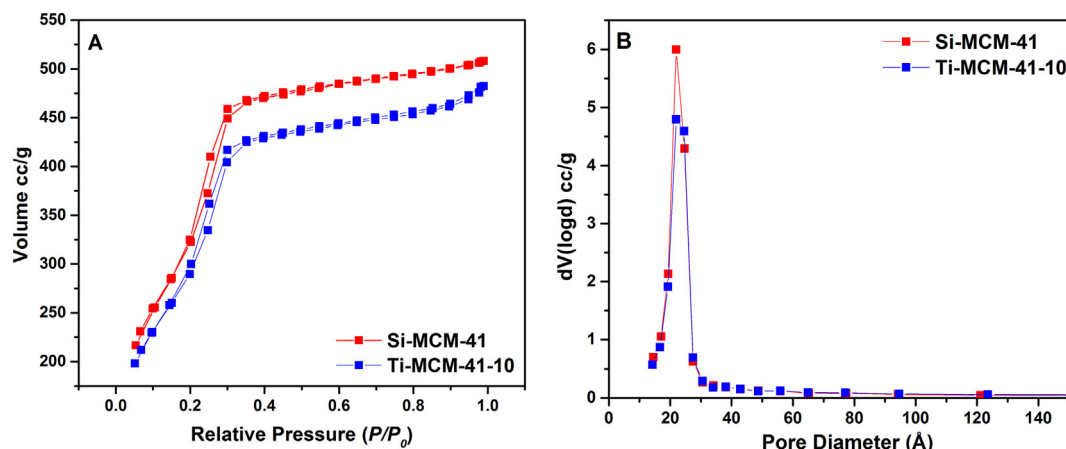 A
550
500
450
400
350
300
250
200
Volume cc/g
0.0 0.2 0.4 0.6 0.8 1.0
Relative Pressure (P/P0)
Si-MCM-41
Ti-MCM-41-10
B
Si-MCM-41
Ti-MCM-41-10
6
5
4
3
2
1
0
dV(logd) cc/g
0 20 40 60 80 100 120 140
Pore Diameter (Å)